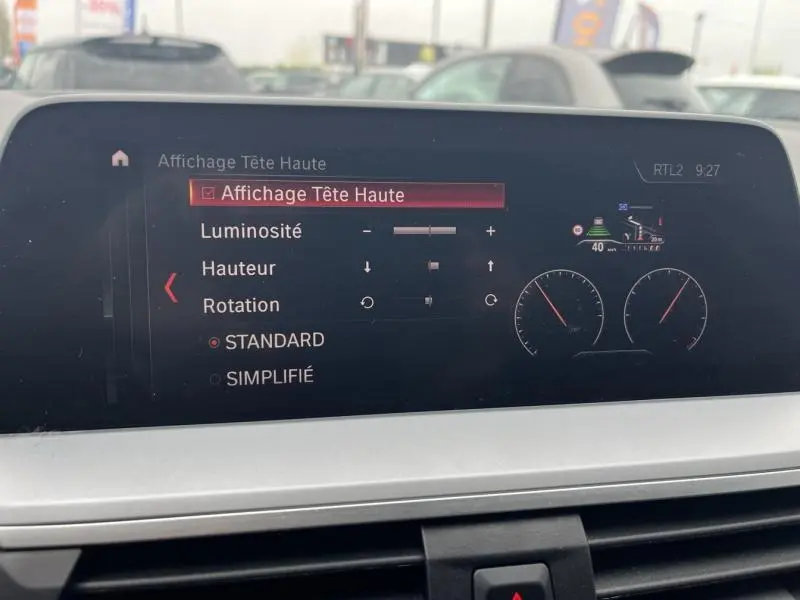 Affichage Tête Haute
RTL2 9:27
Affichage Tête Haute
Luminosité - +
Hauteur
Rotation
STANDARD
SIMPLIFIÉ
40